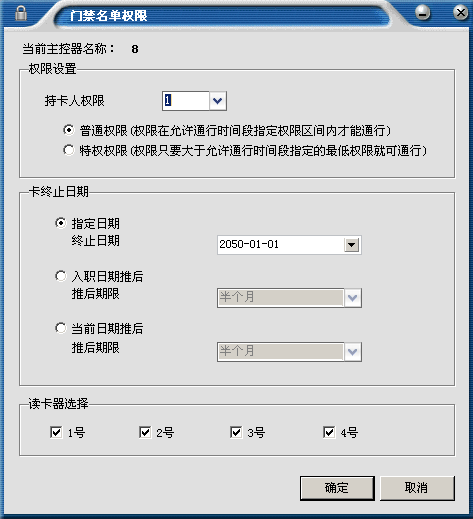 门禁名单权限
当前主控器名称： 8
权限设置
持卡人权限 1
普通权限(权限在允许通行时间段指定权限区间内才能通行)
特权权限(权限只要大于允许通行时间段指定的最低权限就可通行)
卡终止日期
指定日期
终止日期 2050-01-01
入职日期推后
推后期限 半个月
当前日期推后
推后期限 半个月
读卡器选择
1号 2号 3号 4号
确定 取消